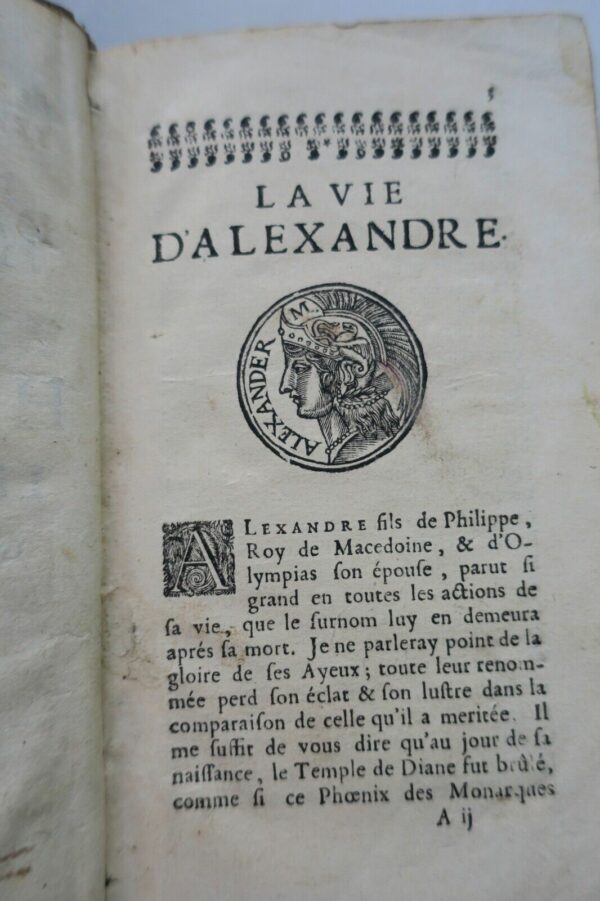 5
LA VIE
D'ALEXANDRE.
ALEXANDER M.
ALEXANDRE fils de Philippe,
Roy de Macedoine, & d'O-
lympias ſon épouſe, parut ſi
grand en toutes les actions de
ſa vie, que le ſurnom luy en demeura
aprés ſa mort. Je ne parleray point de la
gloire de ſes Ayeux; toute leur renom-
mée perd ſon éclat & ſon luſtre dans la
comparaiſon de celle qu'il a meritée. Il
me ſuffit de vous dire qu'au jour de ſa
naiſſance, le Temple de Diane fut brûlé,
comme ſi ce Phœnix des Monarques
A ij